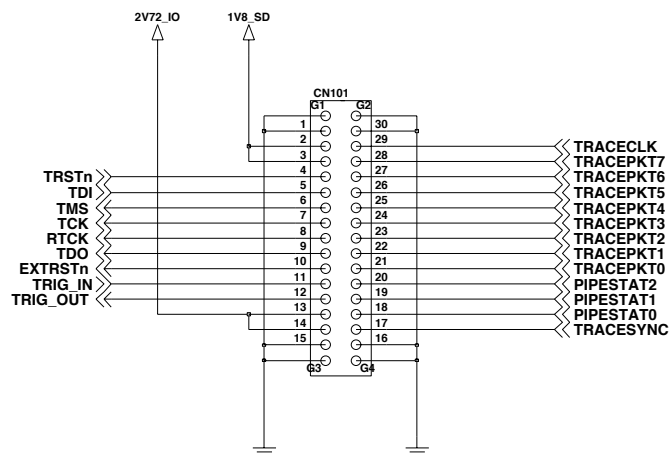 2V72_IO 1V8_SD
CN101
G1 G2
1 30
2 29 TRACECLK
3 28 TRACEPKT7
TRSTn 4 27 TRACEPKT6
TDI 5 26 TRACEPKT5
TMS 6 25 TRACEPKT4
TCK 7 24 TRACEPKT3
RTCK 8 23 TRACEPKT2
TDO 9 22 TRACEPKT1
EXTRSTn 10 21 TRACEPKT0
TRIG_IN 11 20 PIPESTAT2
TRIG_OUT 12 19 PIPESTAT1
13 18 PIPESTAT0
14 17 TRACESYNC
15 16
G3 G4